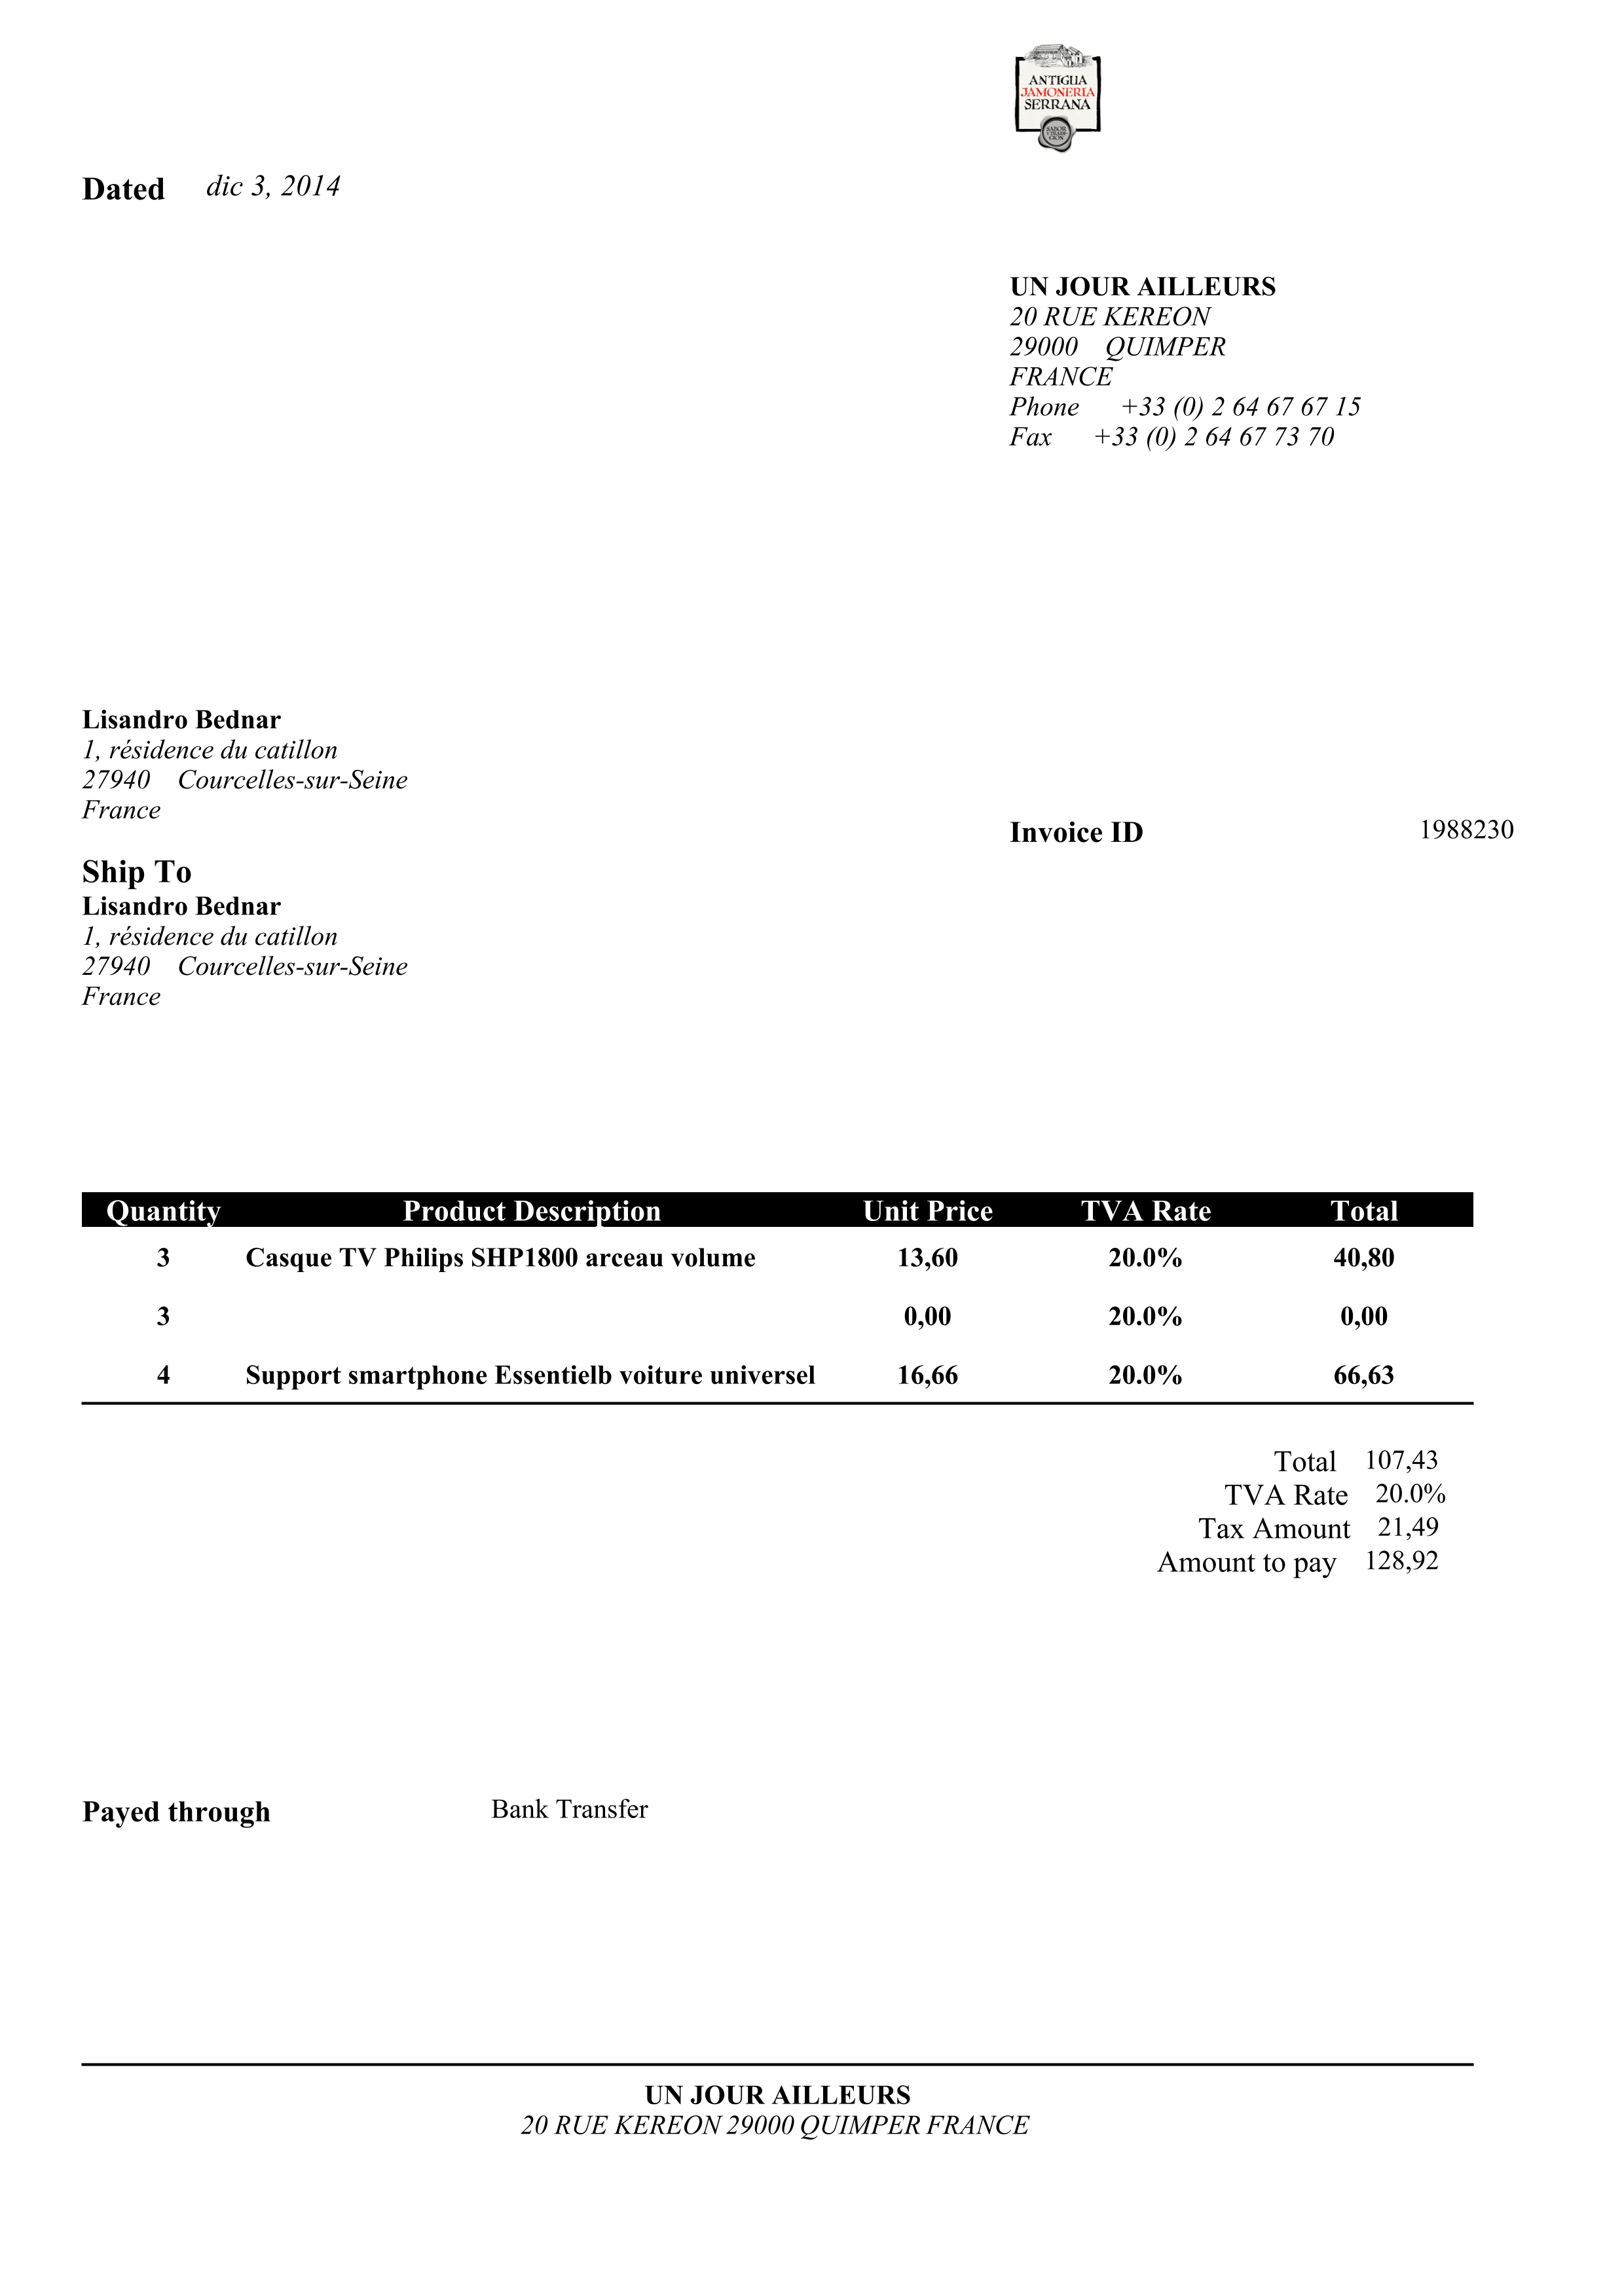 ANTIGUA
JAMONERIA
SERRANA
SABOR
Dated dic 3, 2014
UN JOUR AILLEURS
20 RUE KEREON
29000 QUIMPER
FRANCE
Phone +33 (0) 2 64 67 67 15
Fax +33 (0) 2 64 67 73 70
Lisandro Bednar
1, résidence du catillon
27940 Courcelles-sur-Seine
France
Invoice ID 1988230
Ship To
Lisandro Bednar
1, résidence du catillon
27940 Courcelles-sur-Seine
France
Quantity Product Description Unit Price TVA Rate Total
3 Casque TV Philips SHP1800 arceau volume 13,60 20.0% 40,80
3 0,00 20.0% 0,00
4 Support smartphone Essentielb voiture universel 16,66 20.0% 66,63
Total 107,43
TVA Rate 20.0%
Tax Amount 21,49
Amount to pay 128,92
Payed through Bank Transfer
UN JOUR AILLEURS
20 RUE KEREON 29000 QUIMPER FRANCE